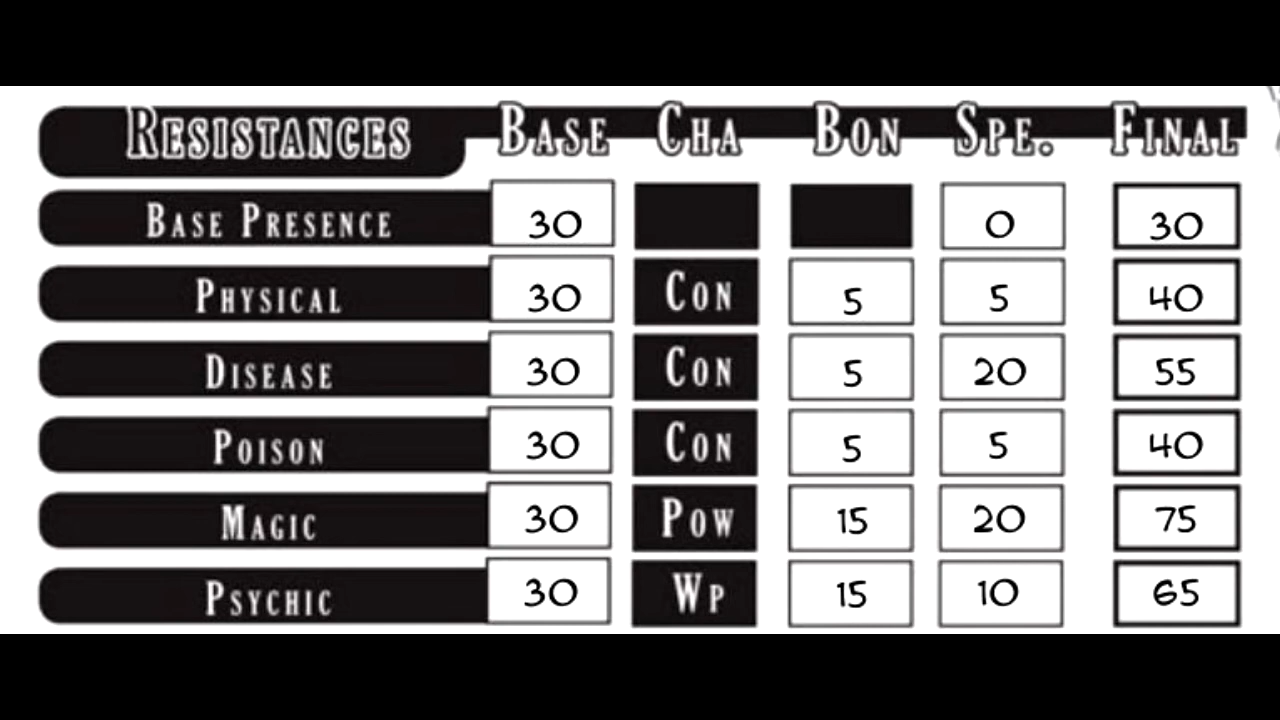 Resistances Base Cha Bon Spe. Final
Base Presence 30 0 30
Physical 30 Con 5 5 40
Disease 30 Con 5 20 55
Poison 30 Con 5 5 40
Magic 30 Pow 15 20 75
Psychic 30 Wp 15 10 65